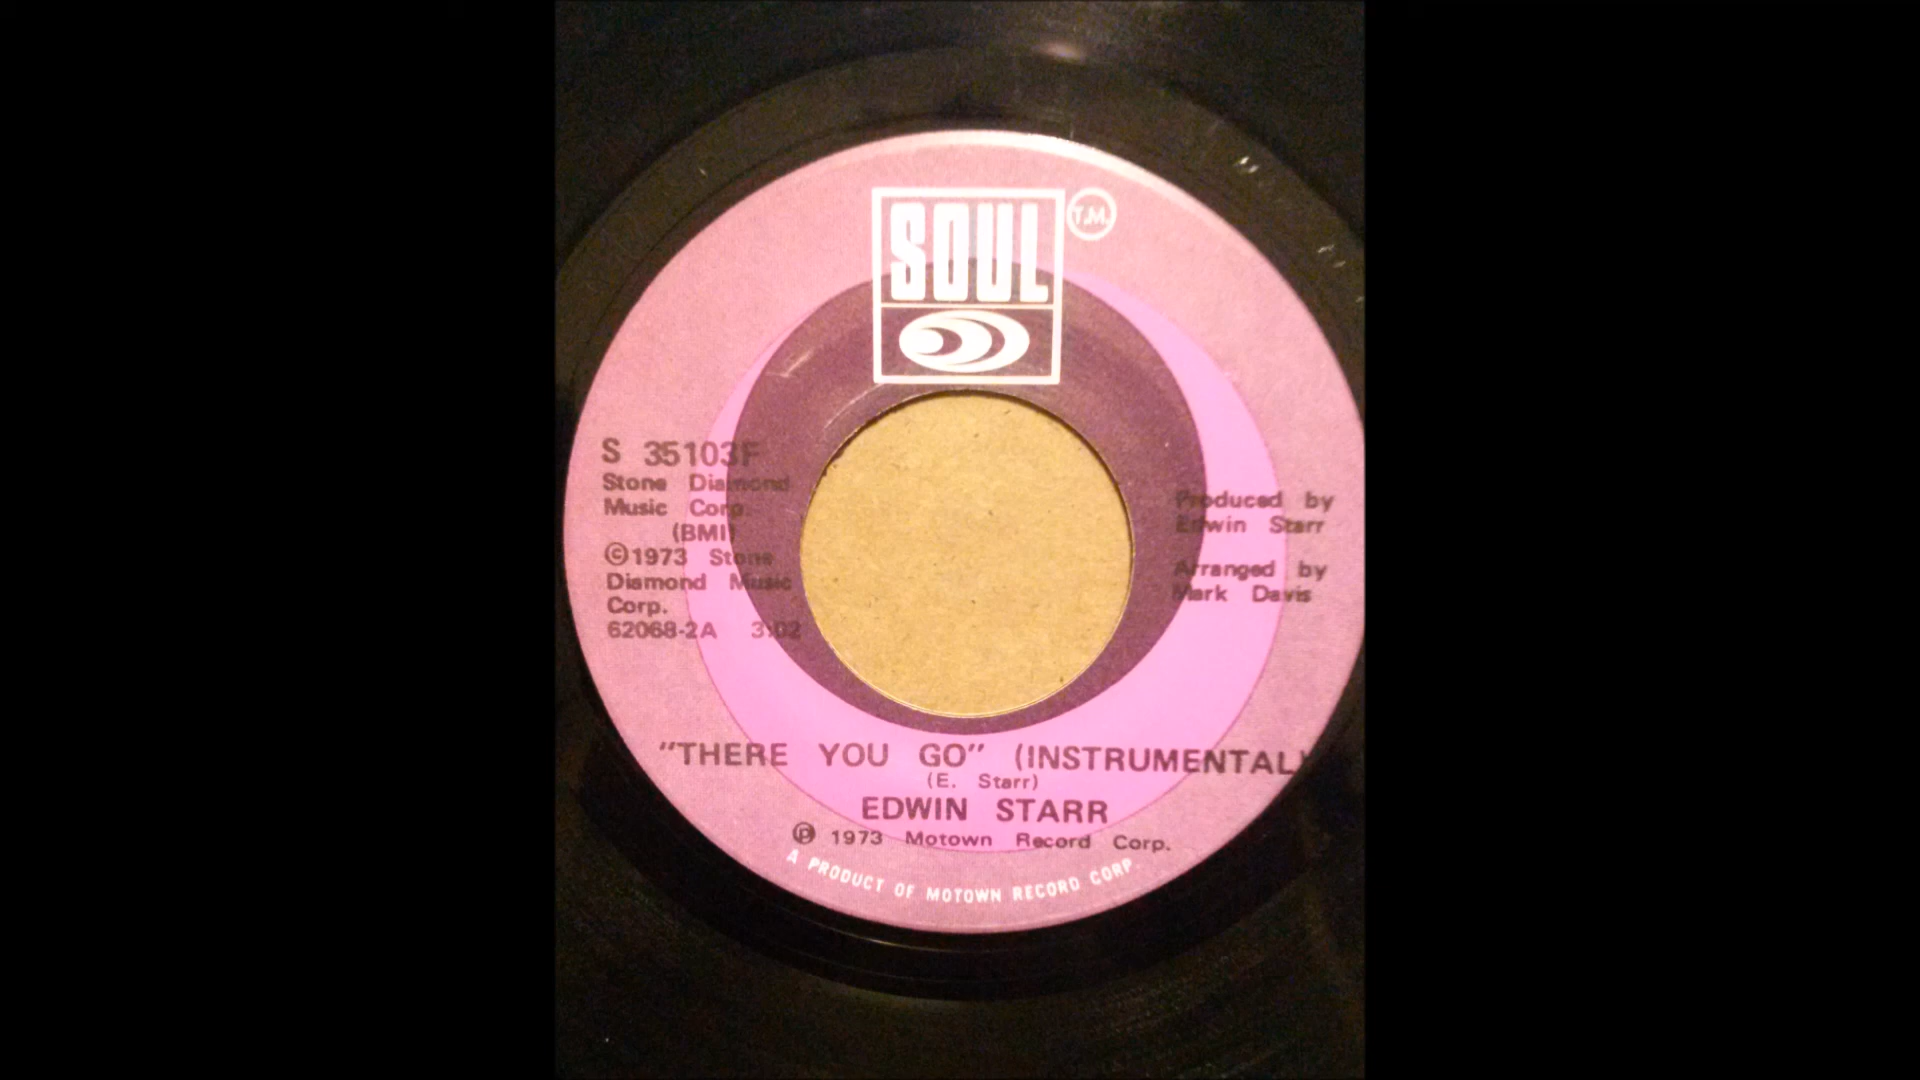 SOUL
T.M.
S 35103F
Stone Diamond
Music Corp.
(BMI)
©1973 Stone
Diamond Music
Corp.
62068-2A 3:02
Produced by
Edwin Starr
Arranged by
Mark Davis
"THERE YOU GO" (INSTRUMENTAL)
(E. Starr)
EDWIN STARR
℗ 1973 Motown Record Corp.
A PRODUCT OF MOTOWN RECORD CORP.